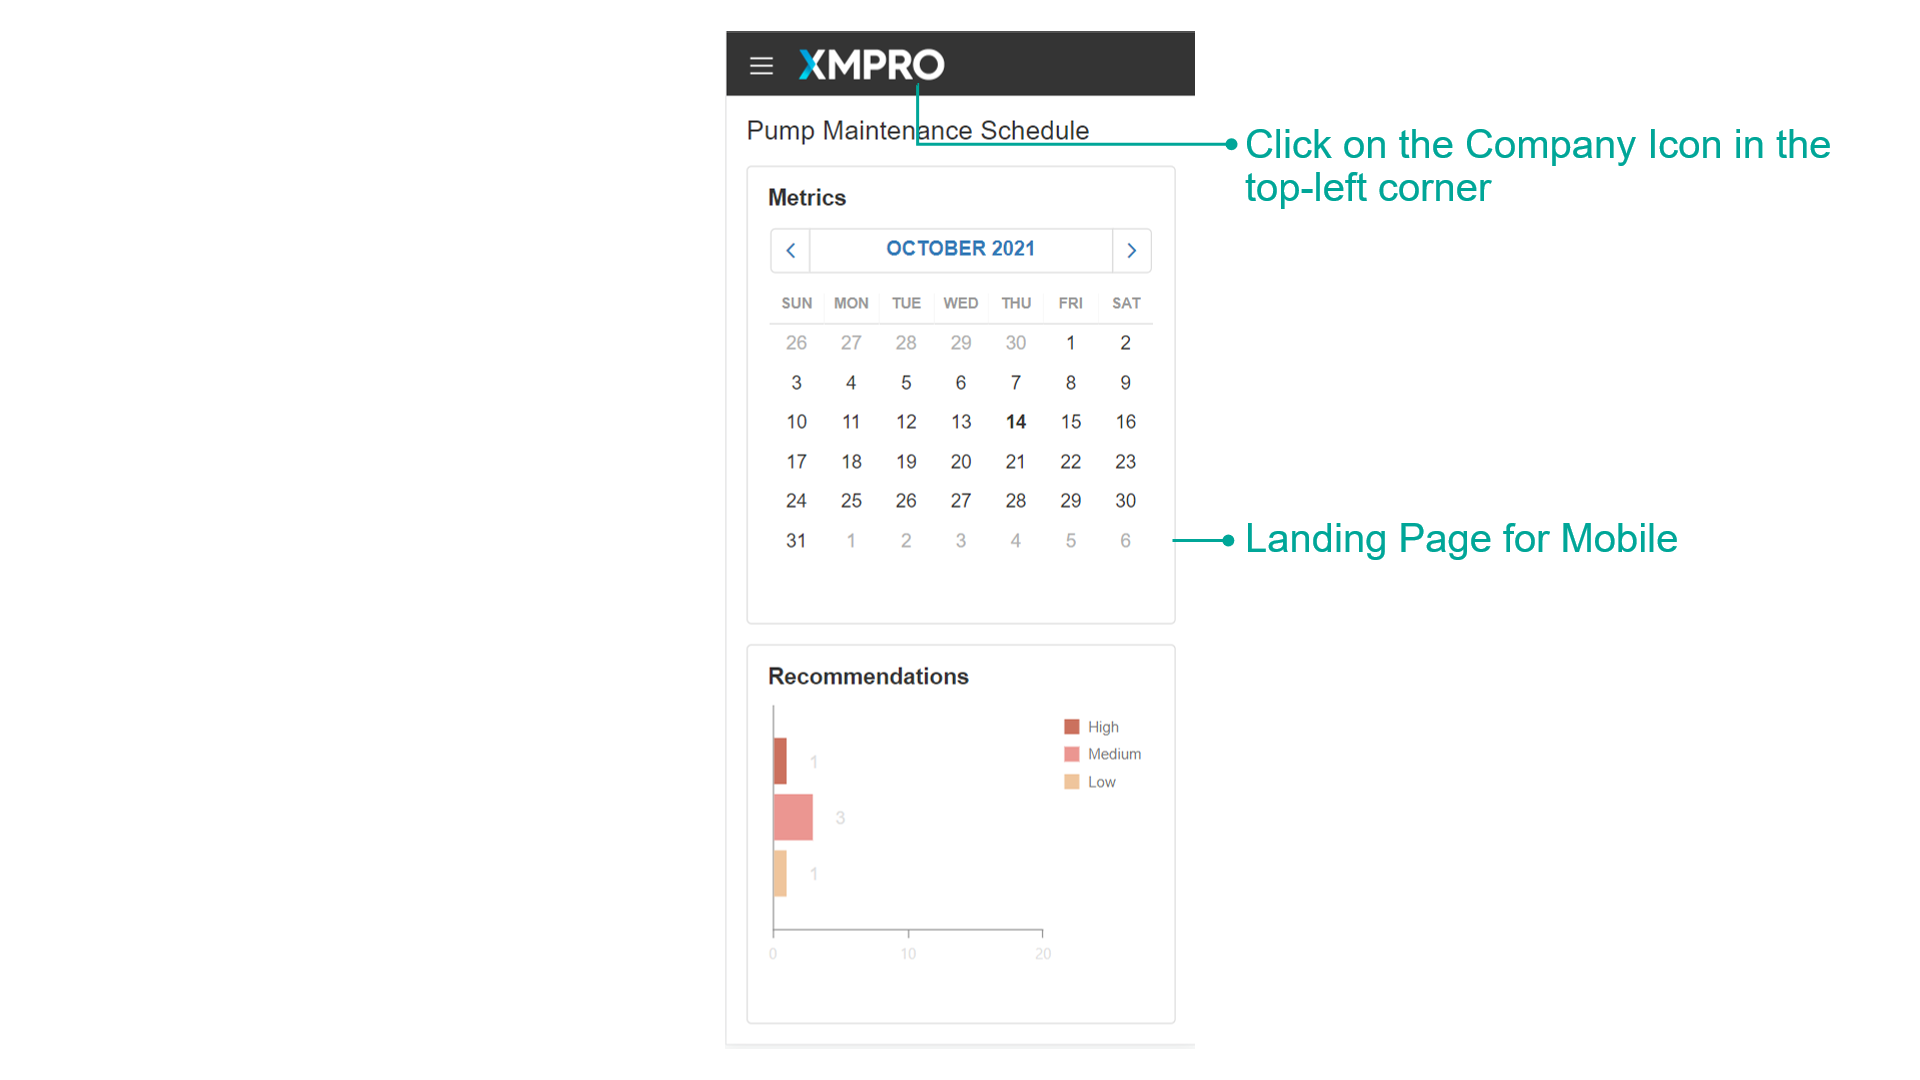 XMPRO
Pump Maintenance Schedule
Click on the Company Icon in the
top-left corner
Metrics
OCTOBER 2021
SUN MON TUE WED THU FRI SAT
26 27 28 29 30 1 2
3 4 5 6 7 8 9
10 11 12 13 14 15 16
17 18 19 20 21 22 23
24 25 26 27 28 29 30
31 1 2 3 4 5 6
Landing Page for Mobile
Recommendations
High
Medium
Low
1
3
1
0 10 20